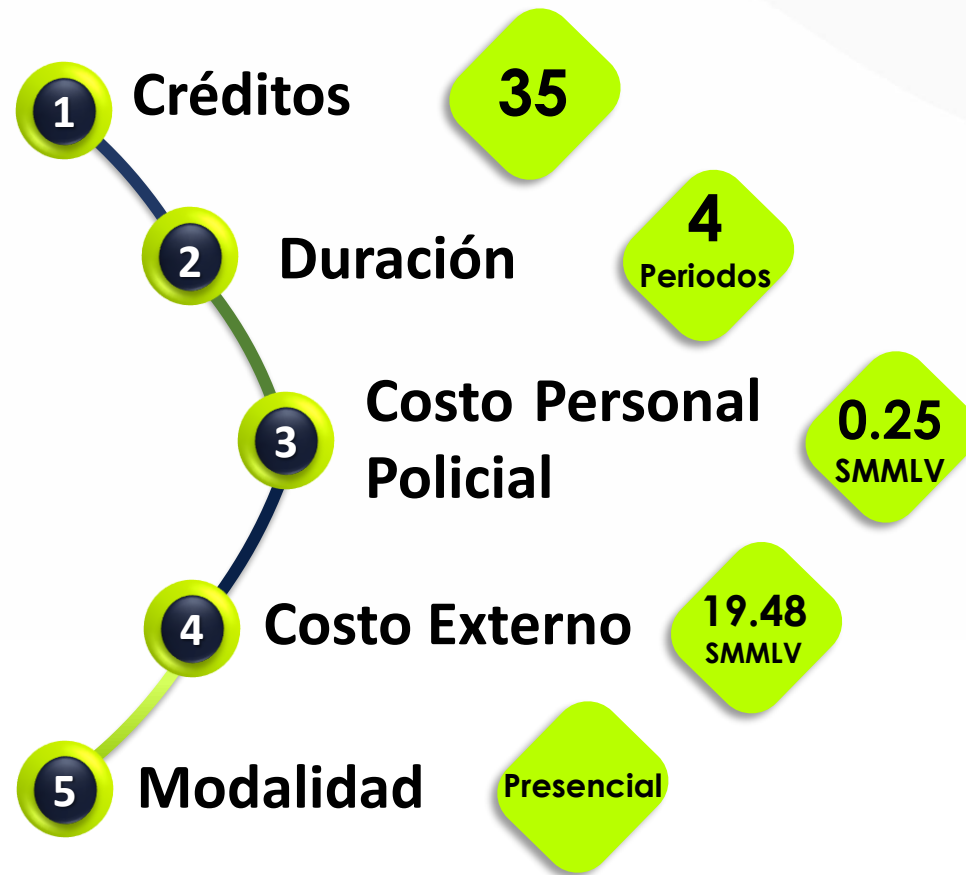 1
Créditos
35
2
Duración
4
Periodos
3
Costo Personal
Policial
0.25
SMMLV
4
Costo Externo
19.48
SMMLV
5
Modalidad
Presencial